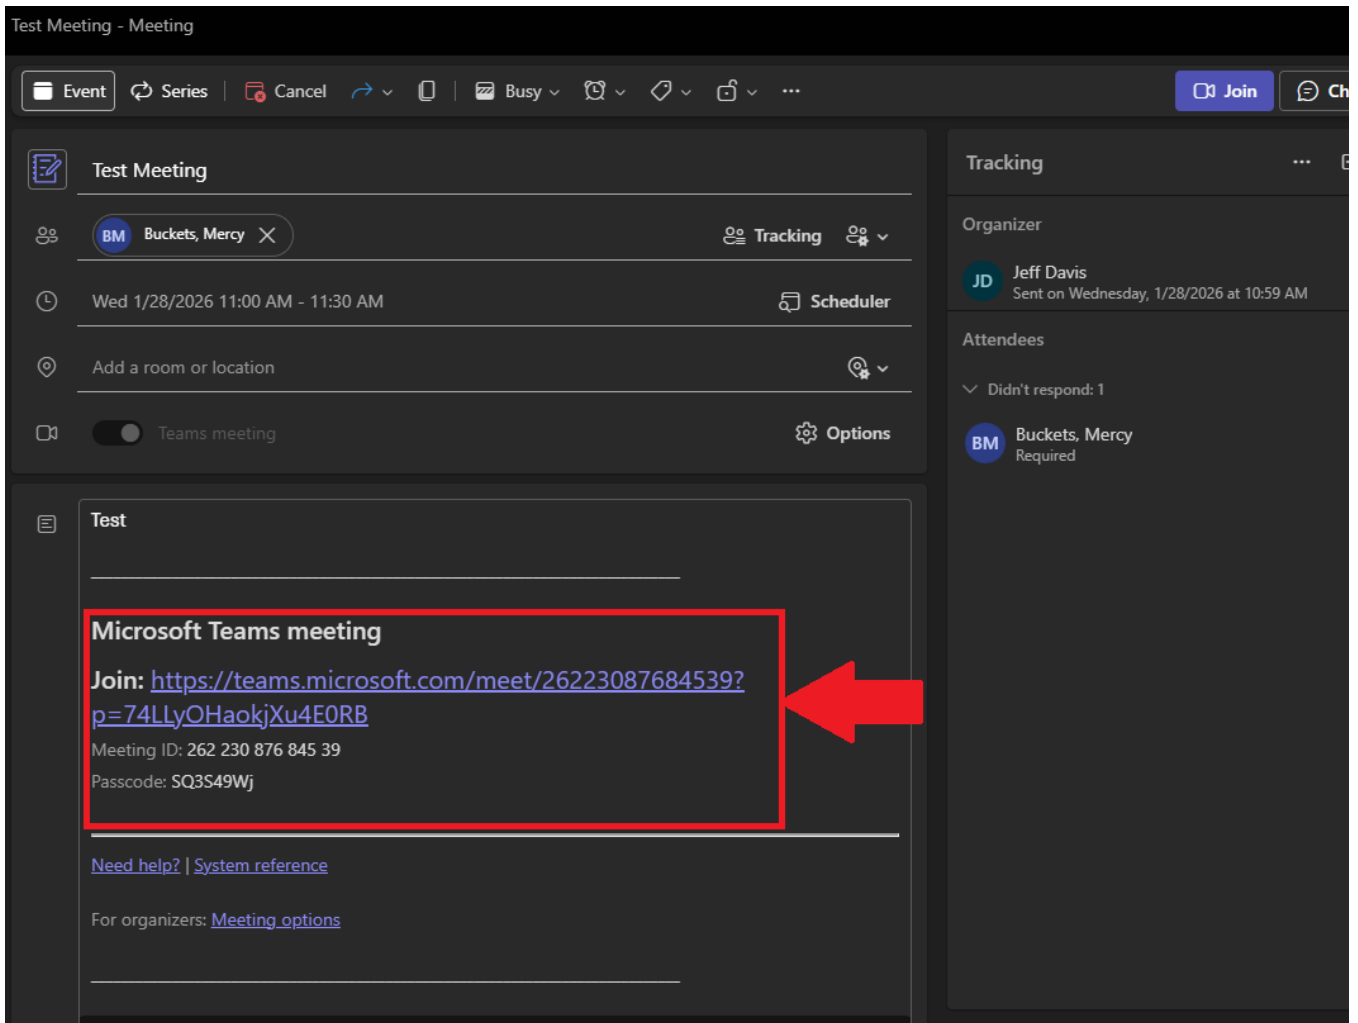 Test Meeting - Meeting
Event Series Cancel Busy Join
Test Meeting
BM Buckets, Mercy Tracking
Wed 1/28/2026 11:00 AM - 11:30 AM Scheduler
Add a room or location
Teams meeting Options
Test
Microsoft Teams meeting
Join: https://teams.microsoft.com/meet/26223087684539?
p=74LLyOHaokjXu4E0RB
Meeting ID: 262 230 876 845 39
Passcode: SQ3S49Wj
Need help? | System reference
For organizers: Meeting options
Tracking
Organizer
JD Jeff Davis
Sent on Wednesday, 1/28/2026 at 10:59 AM
Attendees
Didn't respond: 1
BM Buckets, Mercy
Required